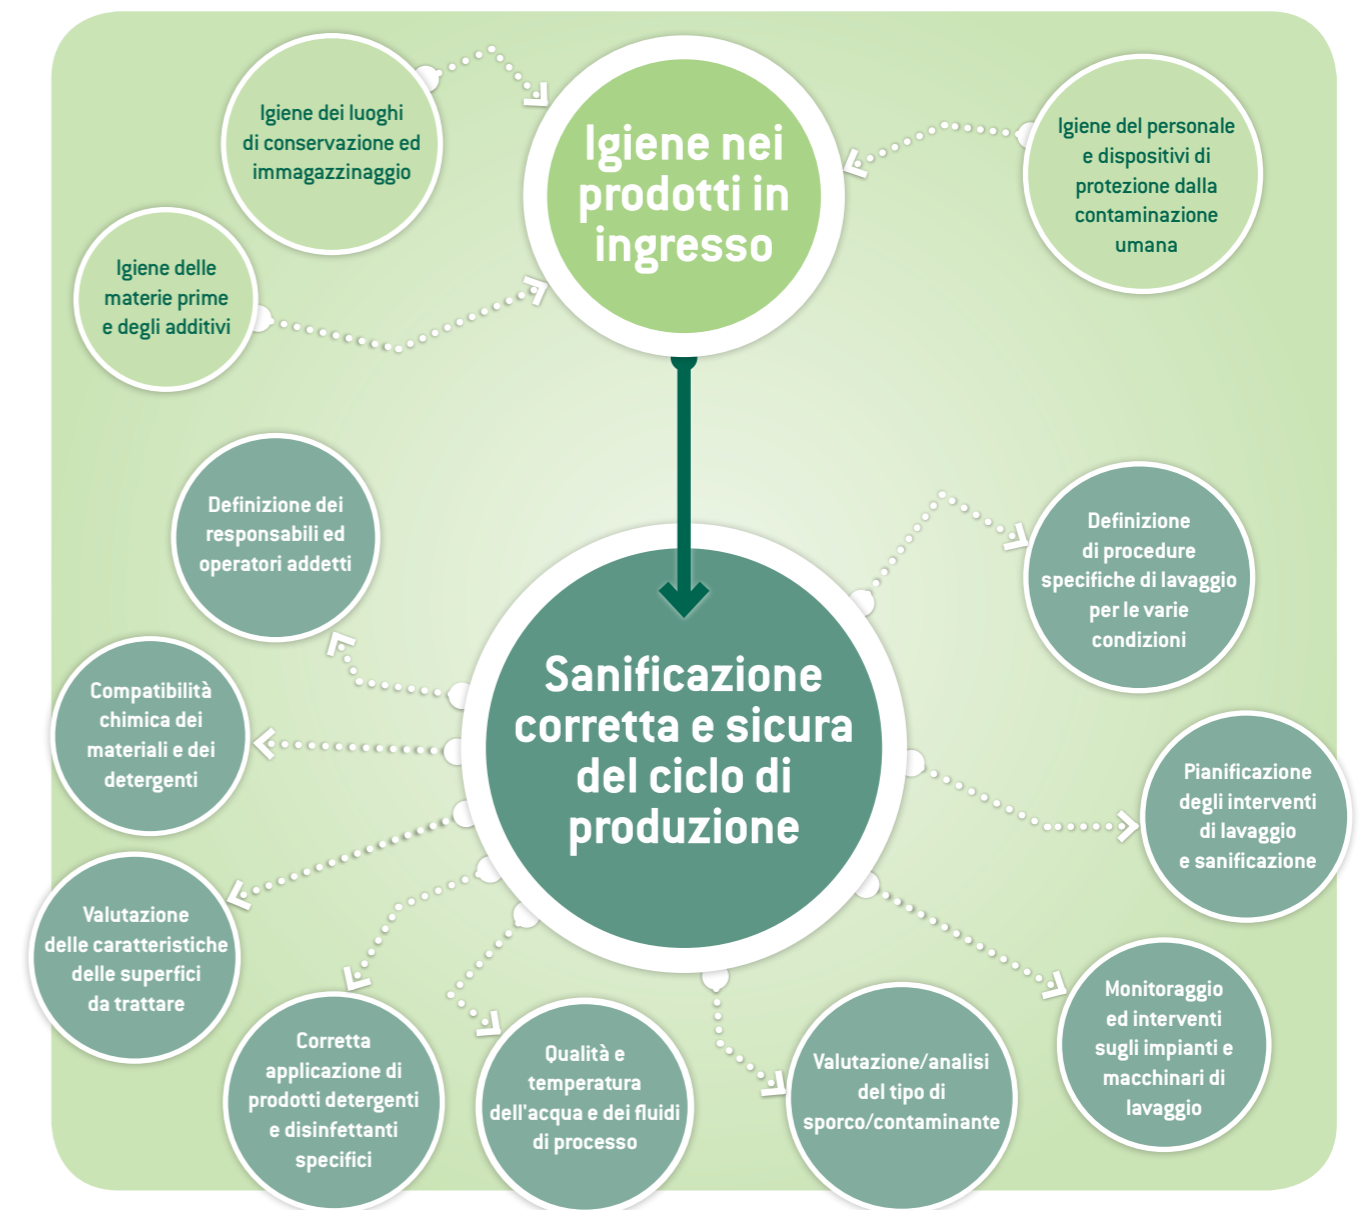 Igiene dei luoghi
di conservazione ed
immagazzinaggio
Igiene nei
prodotti in
ingresso
Igiene del personale
e dispositivi di
protezione dalla
contaminazione
umana
Igiene delle
materie prime
e degli additivi
Definizione dei
responsabili ed
operatori addetti
Definizione
di procedure
specifiche di lavaggio
per le varie
condizioni
Sanificazione
corretta e sicura
del ciclo di
produzione
Compatibilità
chimica dei
materiali e dei
detergenti
Pianificazione
degli interventi
di lavaggio
e sanificazione
Valutazione
delle caratteristiche
delle superfici
da trattare
Corretta
applicazione di
prodotti detergenti
e disinfettanti
specifici
Qualità e
temperatura
dell'acqua e dei fluidi
di processo
Valutazione/analisi
del tipo di
sporco/contaminante
Monitoraggio
ed interventi
sugli impianti e
macchinari di
lavaggio